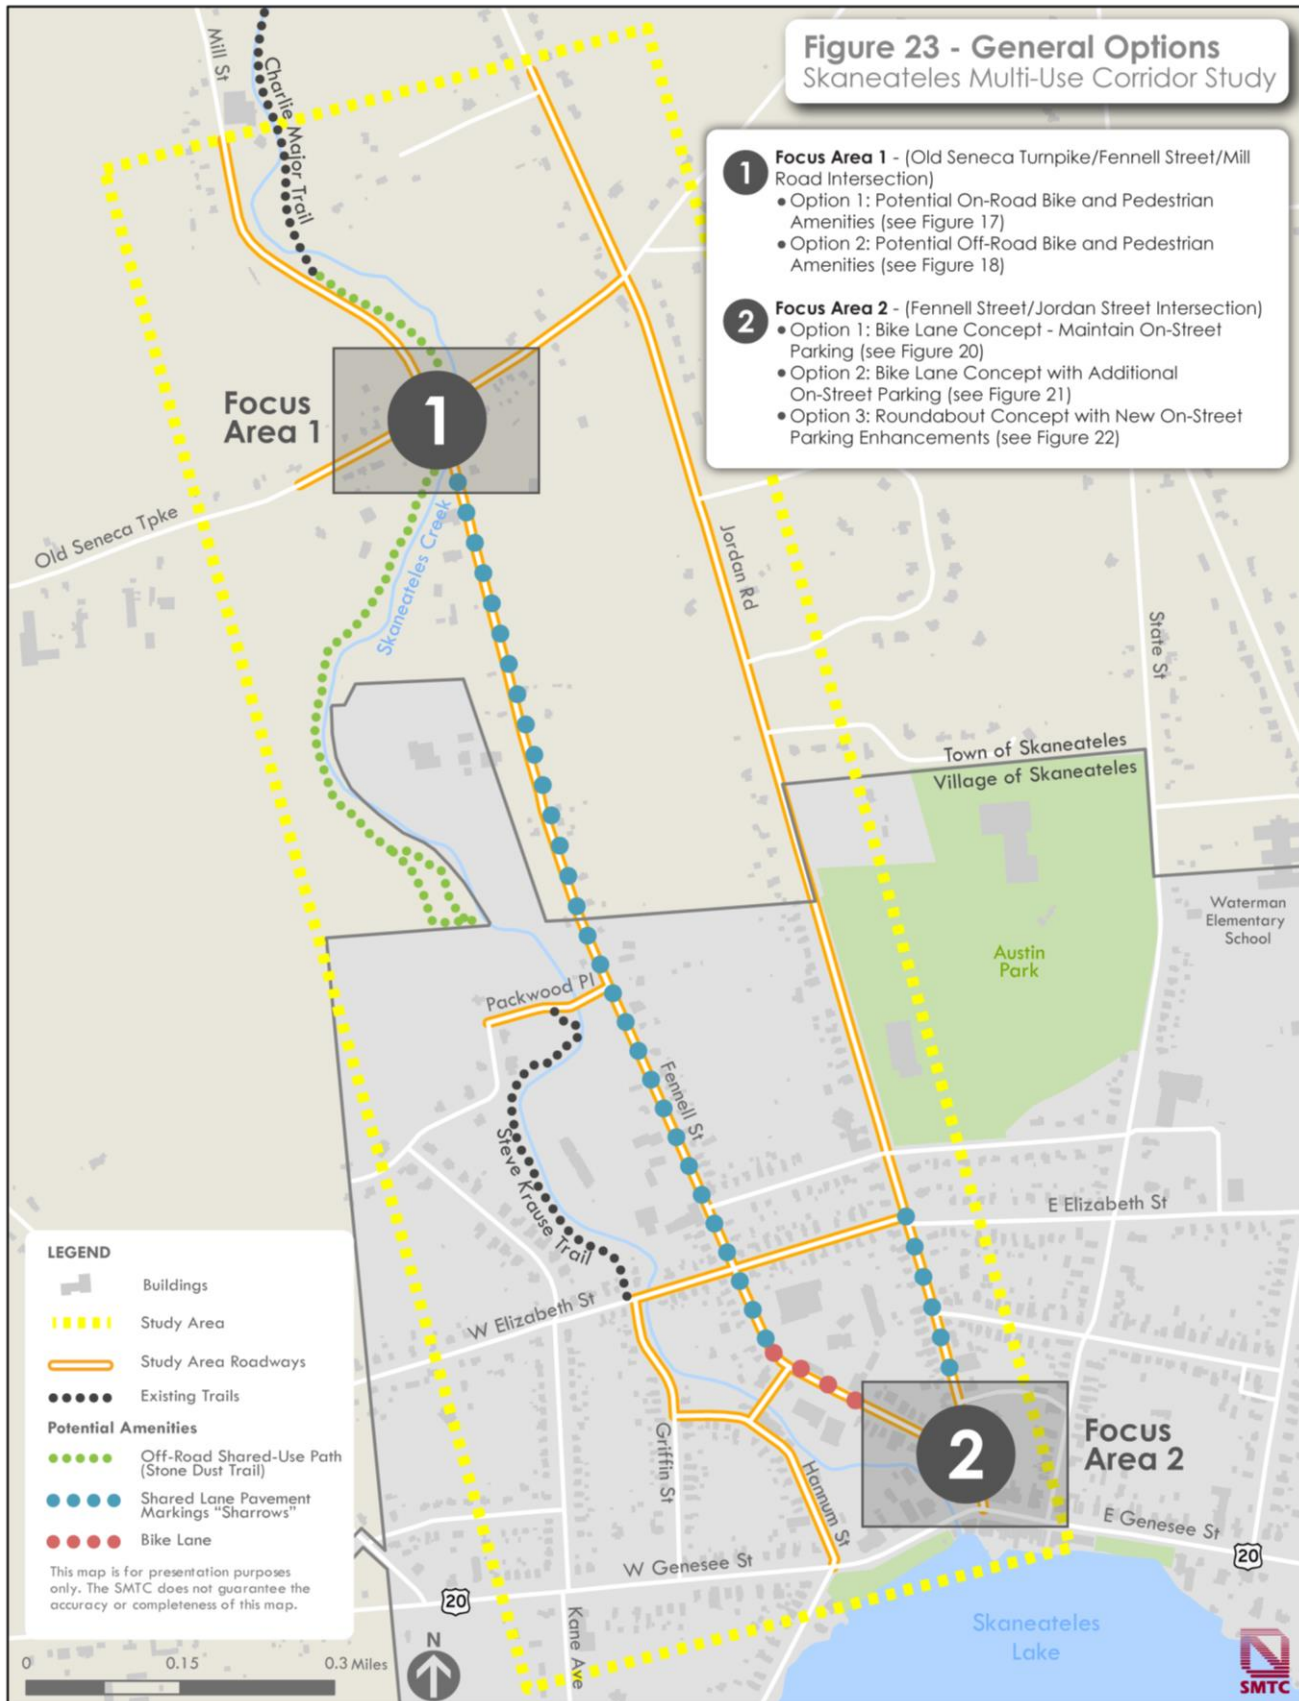 Figure 23 - General Options
Skaneateles Multi-Use Corridor Study
1
Focus Area 1 - (Old Seneca Turnpike/Fennell Street/Mill
Road Intersection)
• Option 1: Potential On-Road Bike and Pedestrian
Amenities (see Figure 17)
• Option 2: Potential Off-Road Bike and Pedestrian
Amenities (see Figure 18)
2
Focus Area 2 - (Fennell Street/Jordan Street Intersection)
• Option 1: Bike Lane Concept - Maintain On-Street
Parking (see Figure 20)
• Option 2: Bike Lane Concept with Additional
On-Street Parking (see Figure 21)
• Option 3: Roundabout Concept with New On-Street
Parking Enhancements (see Figure 22)
Mill St
Charlie Major Trail
Focus
Area 1
1
Old Seneca Tpke
Skaneateles Creek
Jordan Rd
State St
Town of Skaneateles
Village of Skaneateles
Waterman
Elementary
School
Austin
Park
Packwood Pl
Fennell St
Steve Krause Trail
E Elizabeth St
W Elizabeth St
Griffin St
Hannum St
2
Focus
Area 2
E Genesee St
20
W Genesee St
20
Kane Ave
Skaneateles
Lake
LEGEND
Buildings
Study Area
Study Area Roadways
Existing Trails
Potential Amenities
Off-Road Shared-Use Path
(Stone Dust Trail)
Shared Lane Pavement
Markings "Sharrows"
Bike Lane
This map is for presentation purposes
only. The SMTC does not guarantee the
accuracy or completeness of this map.
0 0.15 0.3 Miles
N
SMTC